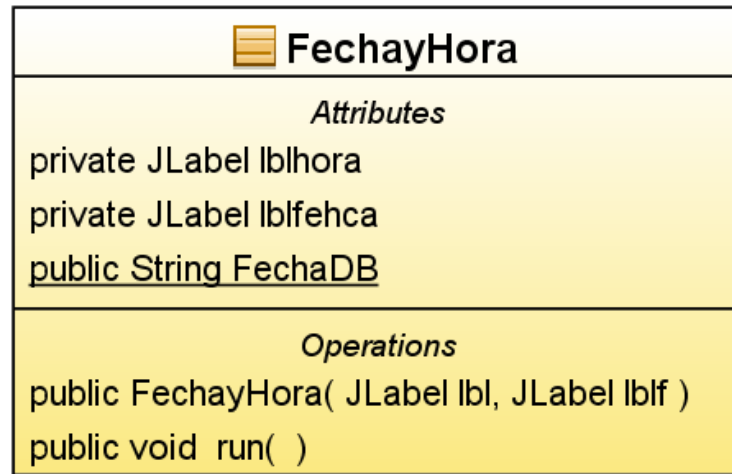 FechayHora
Attributes
private JLabel lblhora
private JLabel lblfehca
public String FechaDB
Operations
public FechayHora( JLabel lbl, JLabel lblf )
public void  run(  )